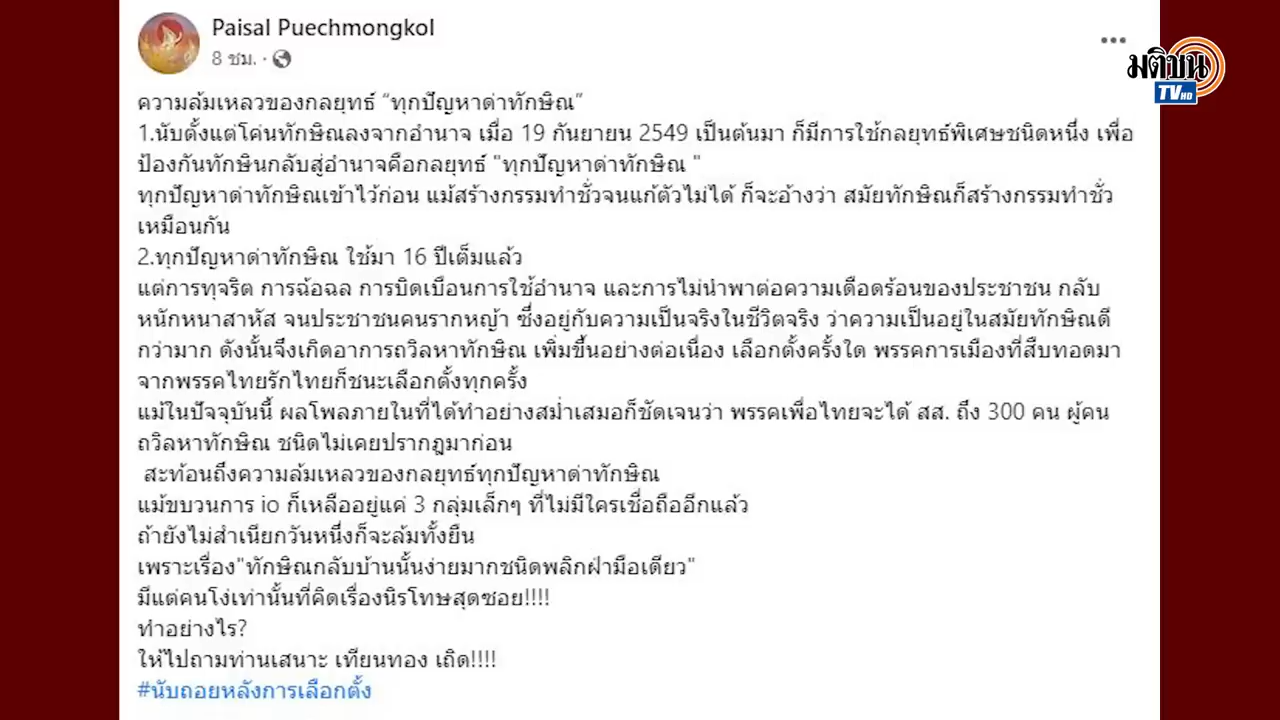 Paisal Puechmongkol
8 ชม. ·
มติชน
TV HD
ความล้มเหลวของกลยุทธ์ “ทุกปัญหาด่าทักษิณ”
1.นับตั้งแต่โค่นทักษิณลงจากอำนาจ เมื่อ 19 กันยายน 2549 เป็นต้นมา ก็มีการใช้กลยุทธ์พิเศษชนิดหนึ่ง เพื่อ
ป้องกันทักษินกลับสู่อำนาจคือกลยุทธ์ "ทุกปัญหาด่าทักษิณ "
ทุกปัญหาด่าทักษิณเข้าไว้ก่อน แม้สร้างกรรมทำชั่วจนแก้ตัวไม่ได้ ก็จะอ้างว่า สมัยทักษิณก็สร้างกรรมทำชั่ว
เหมือนกัน
2.ทุกปัญหาด่าทักษิณ ใช้มา 16 ปีเต็มแล้ว
แต่การทุจริต การฉ้อฉล การบิดเบือนการใช้อำนาจ และการไม่นำพาต่อความเดือดร้อนของประชาชน กลับ
หนักหนาสาหัส จนประชาชนคนรากหญ้า ซึ่งอยู่กับความเป็นจริงในชีวิตจริง ว่าความเป็นอยู่ในสมัยทักษิณดี
กว่ามาก ดังนั้นจึงเกิดอาการถวิลหาทักษิณ เพิ่มขึ้นอย่างต่อเนื่อง เลือกตั้งครั้งใด พรรคการเมืองที่สืบทอดมา
จากพรรคไทยรักไทยก็ชนะเลือกตั้งทุกครั้ง
แม้ในปัจจุบันนี้ ผลโพลภายในที่ได้ทำอย่างสม่ำเสมอก็ชัดเจนว่า พรรคเพื่อไทยจะได้ สส. ถึง 300 คน ผู้คน
ถวิลหาทักษิณ ชนิดไม่เคยปรากฏมาก่อน
สะท้อนถึงความล้มเหลวของกลยุทธ์ทุกปัญหาด่าทักษิณ
แม้ขบวนการ io ก็เหลืออยู่แค่ 3 กลุ่มเล็กๆ ที่ไม่มีใครเชื่อถืออีกแล้ว
ถ้ายังไม่สำเนียกวันหนึ่งก็จะล้มทั้งยืน
เพราะเรื่อง"ทักษิณกลับบ้านนั้นง่ายมากชนิดพลิกฝ่ามือเดียว"
มีแต่คนโง่เท่านั้นที่คิดเรื่องนิรโทษสุดซอย!!!!
ทำอย่างไร?
ให้ไปถามท่านเสนาะ เทียนทอง เถิด!!!!
#นับถอยหลังการเลือกตั้ง